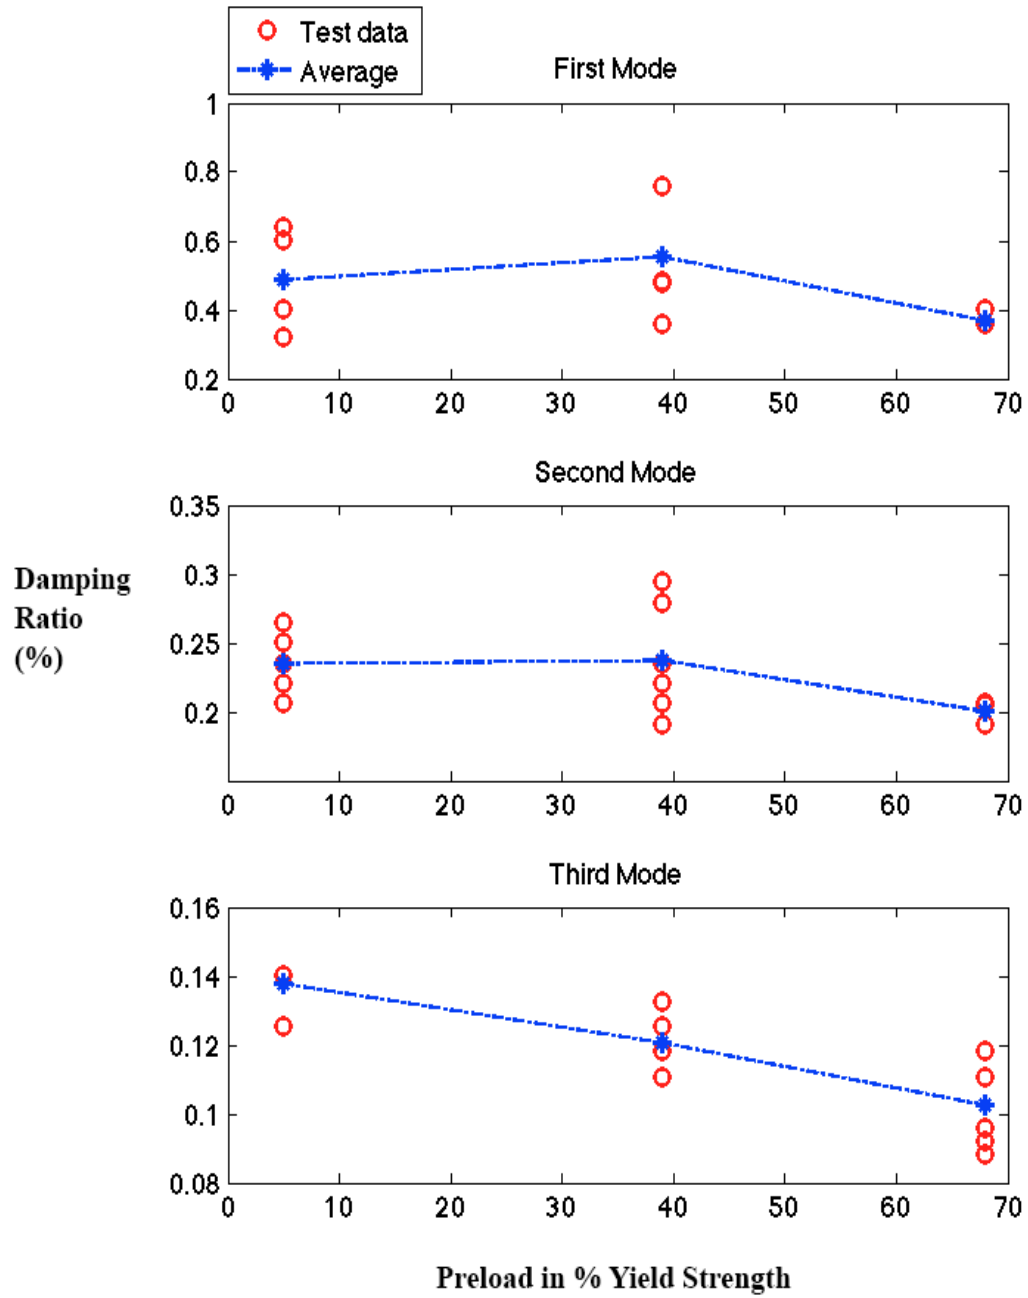 Test data
Average
First Mode
1
0.8
0.6
0.4
0.2
0 10 20 30 40 50 60 70
Second Mode
0.35
0.3
0.25
0.2
0 10 20 30 40 50 60 70
Damping
Ratio
(%)
Third Mode
0.16
0.14
0.12
0.1
0.08
0 10 20 30 40 50 60 70
Preload in % Yield Strength